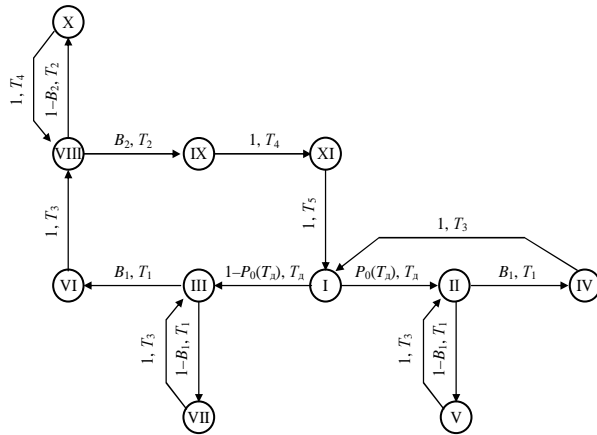 X
1, T₄
1–B₂, T₂
VIII
B₂, T₂
IX
1, T₄
XI
1, T₃
1, T₅
1, T₃
VI
B₁, T₁
III
1–P₀(Tд), Tд
I
P₀(Tд), Tд
II
B₁, T₁
IV
1, T₃
1–B₁, T₁
1, T₃
1–B₁, T₁
VII
V